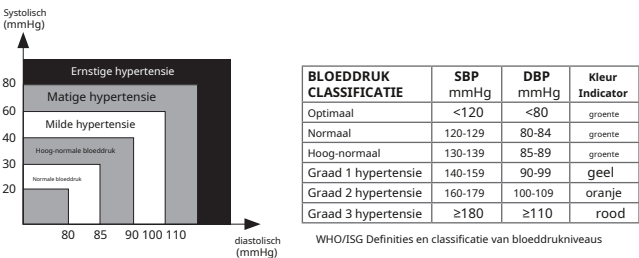 Systolisch
(mmHg)
Ernstige hypertensie
80
Matige hypertensie
60
Milde hypertensie
40
Hoog-normale bloeddruk
30
Normale bloeddruk
20
80 85 90 100 110
diastolisch
(mmHg)
BLOEDDRUK CLASSIFICATIE SBP mmHg DBP mmHg Kleur Indicator
Optimaal <120 <80 groente
Normaal 120-129 80-84 groente
Hoog-normaal 130-139 85-89 groente
Graad 1 hypertensie 140-159 90-99 geel
Graad 2 hypertensie 160-179 100-109 oranje
Graad 3 hypertensie ≥180 ≥110 rood
WHO/ISG Definities en classificatie van bloeddrukniveaus